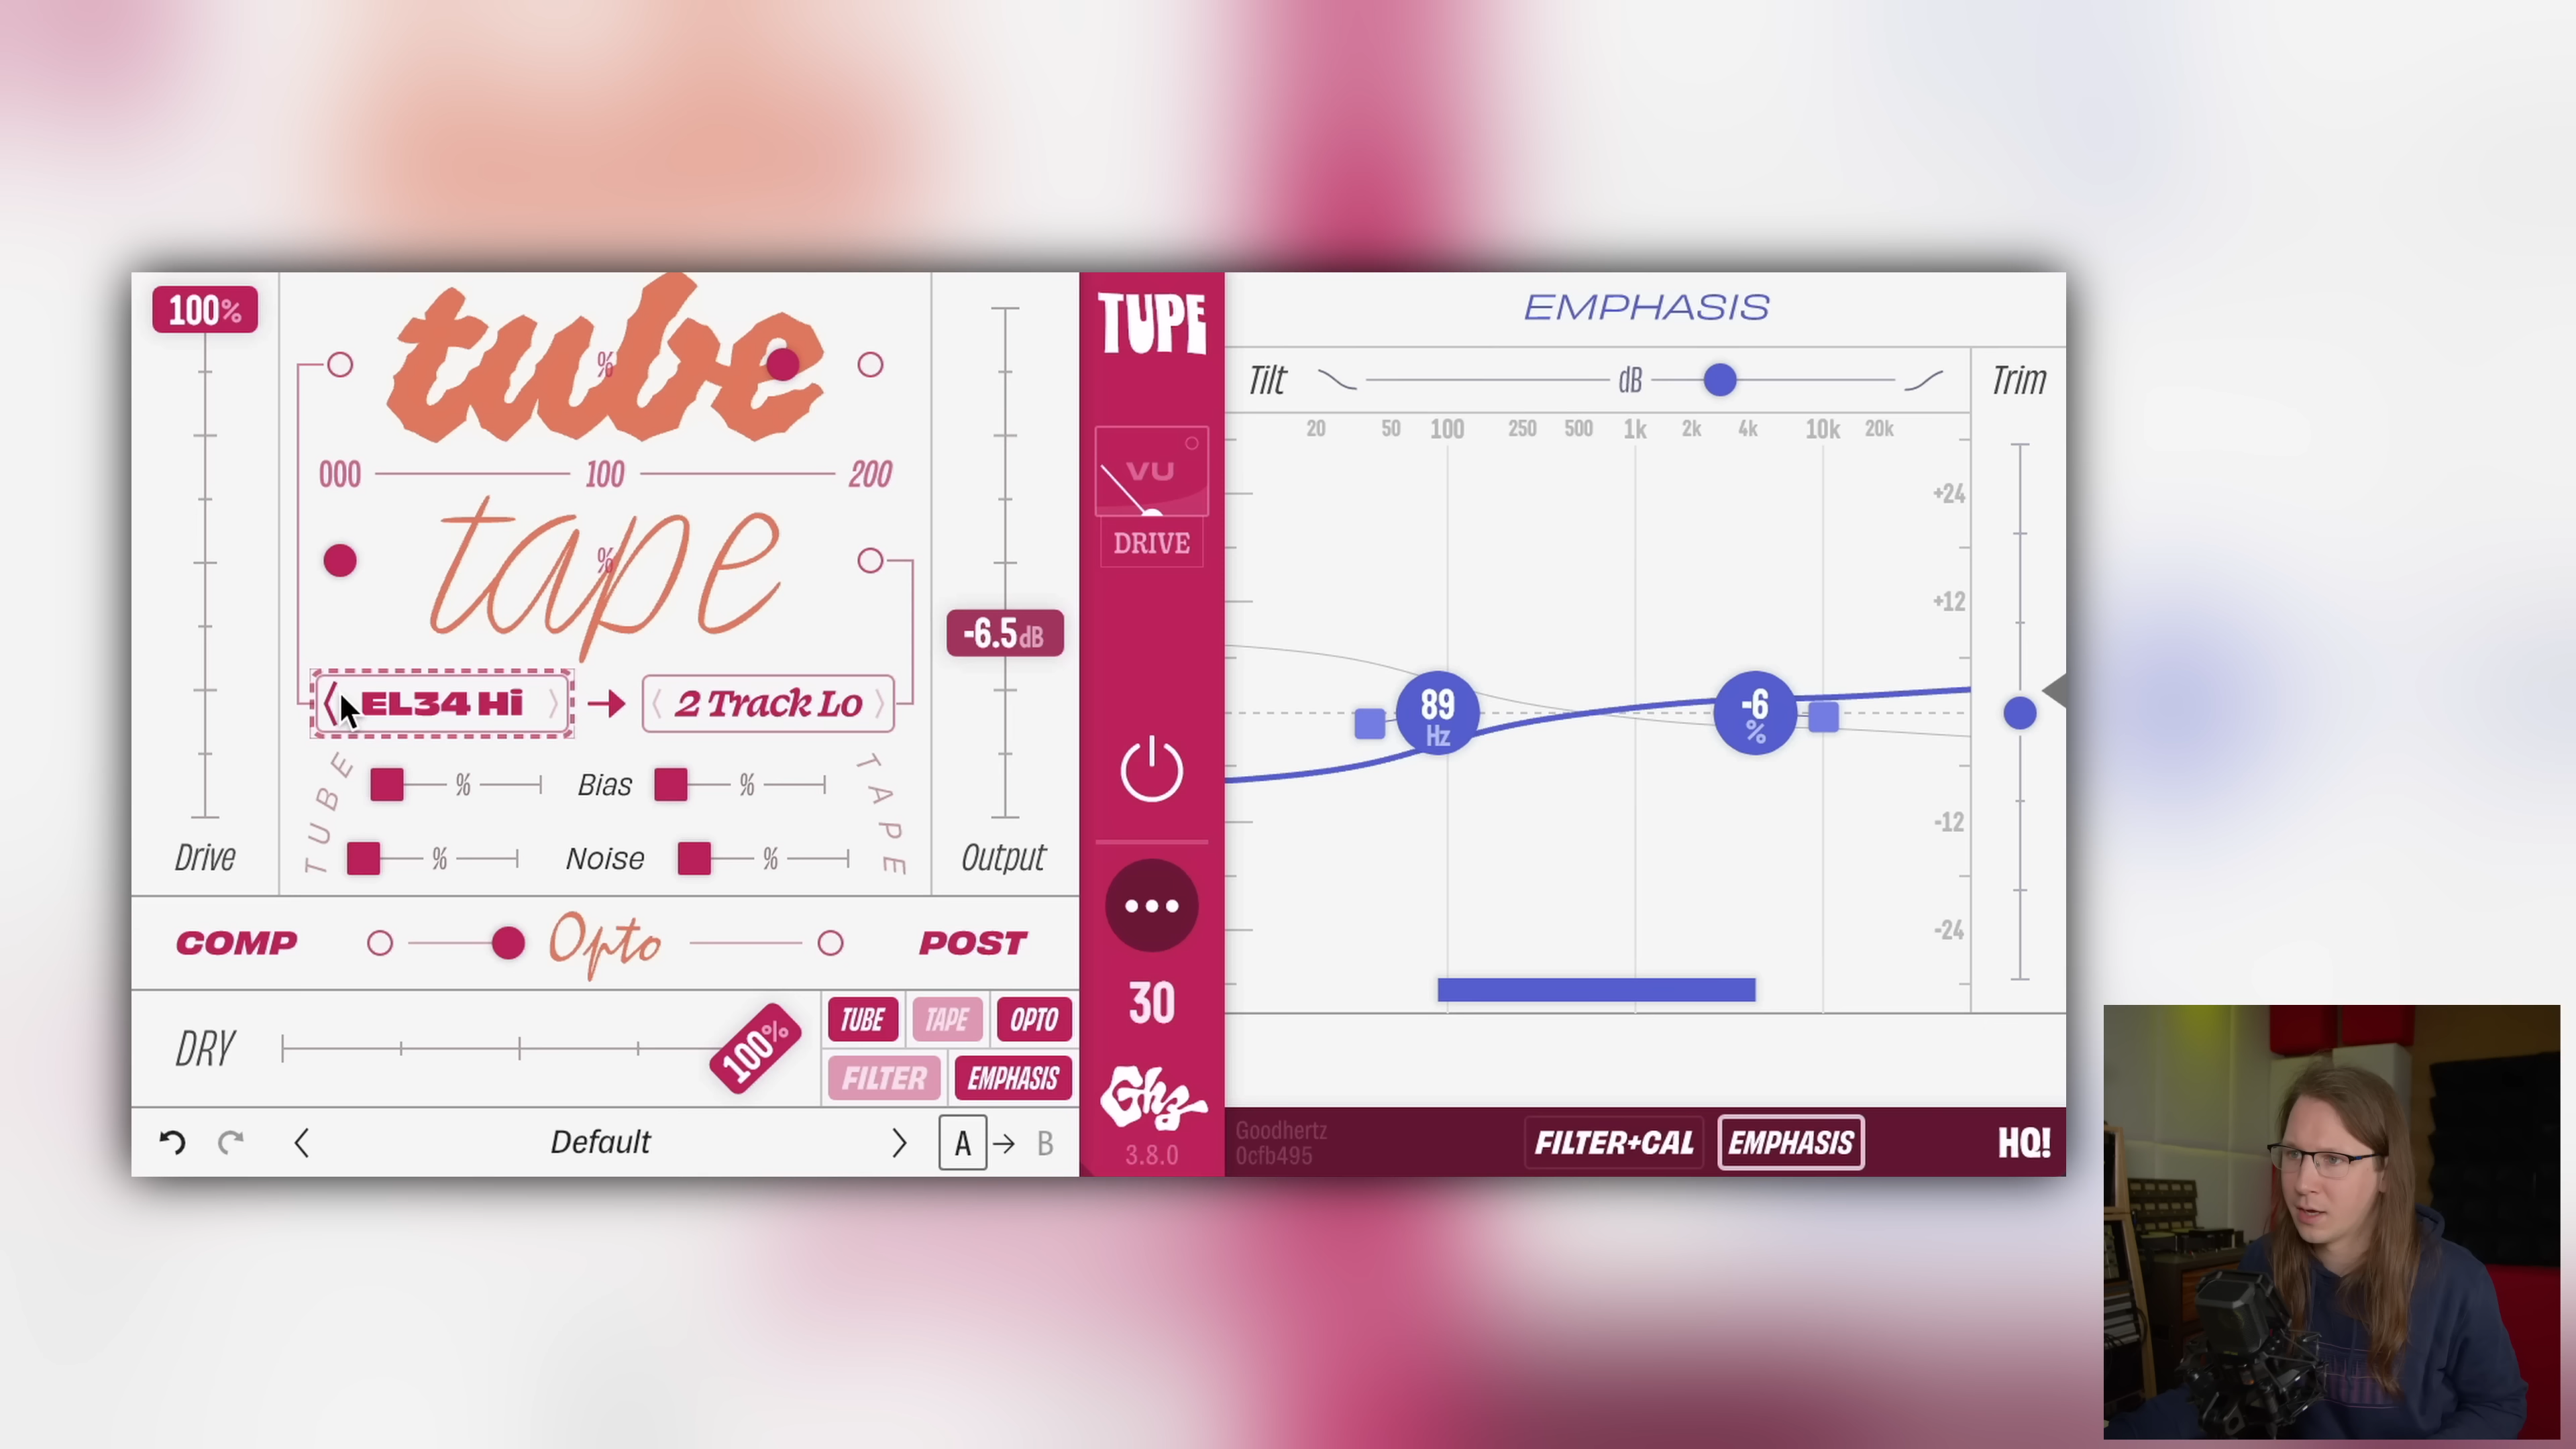 100%
tube
%
000 100 200
tape
%
-6.5dB
EL34 Hi
2 Track Lo
TUBE
% Bias %
TAPE
% Noise %
Drive
Output
COMP
Opto
POST
DRY
100%
TUBE TAPE OPTO
FILTER EMPHASIS
Default
A B
TUPE
VU
DRIVE
30
Ghz
3.8.0
EMPHASIS
Tilt
dB
Trim
20 50 100 250 500 1k 2k 4k 10k 20k
+24
+12
89
Hz
-6
%
-12
-24
Goodhertz
0cfb495
FILTER+CAL
EMPHASIS
HQ!